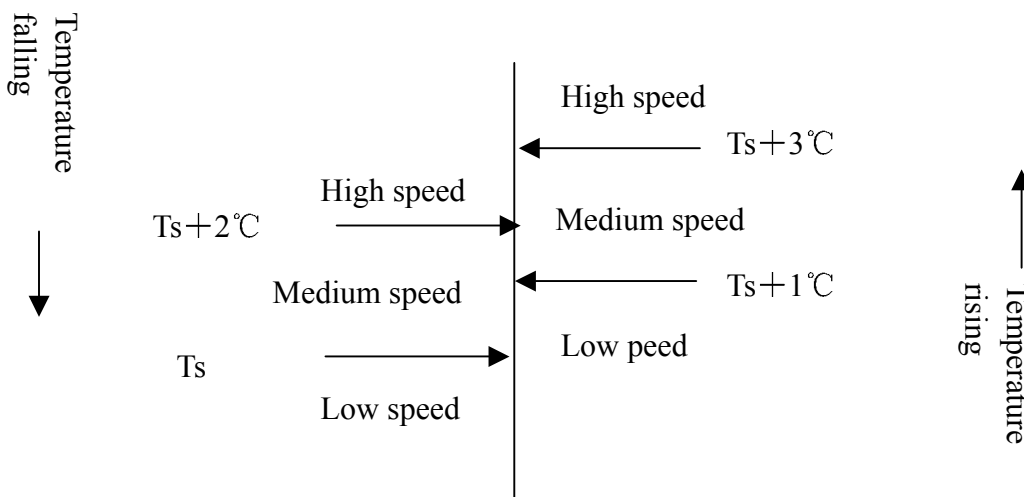 Temperature
falling
High speed
Ts＋3℃
High speed
Ts＋2℃
Medium speed
Medium speed
Ts＋1℃
Low peed
Ts
Low speed
Temperature
rising